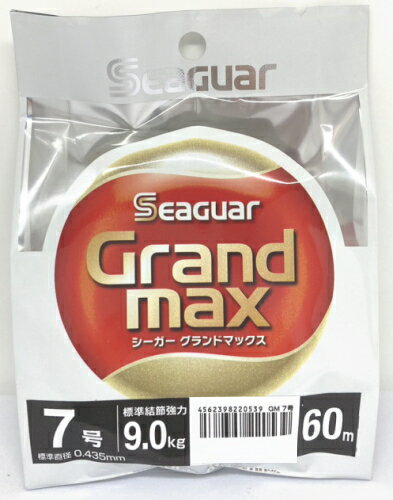 Seaguar
Seaguar
Grand
max
シーガー グランドマックス
7号
標準直径 0.435mm
標準結節強力
9.0kg
4562398220539 GM 7号
60m